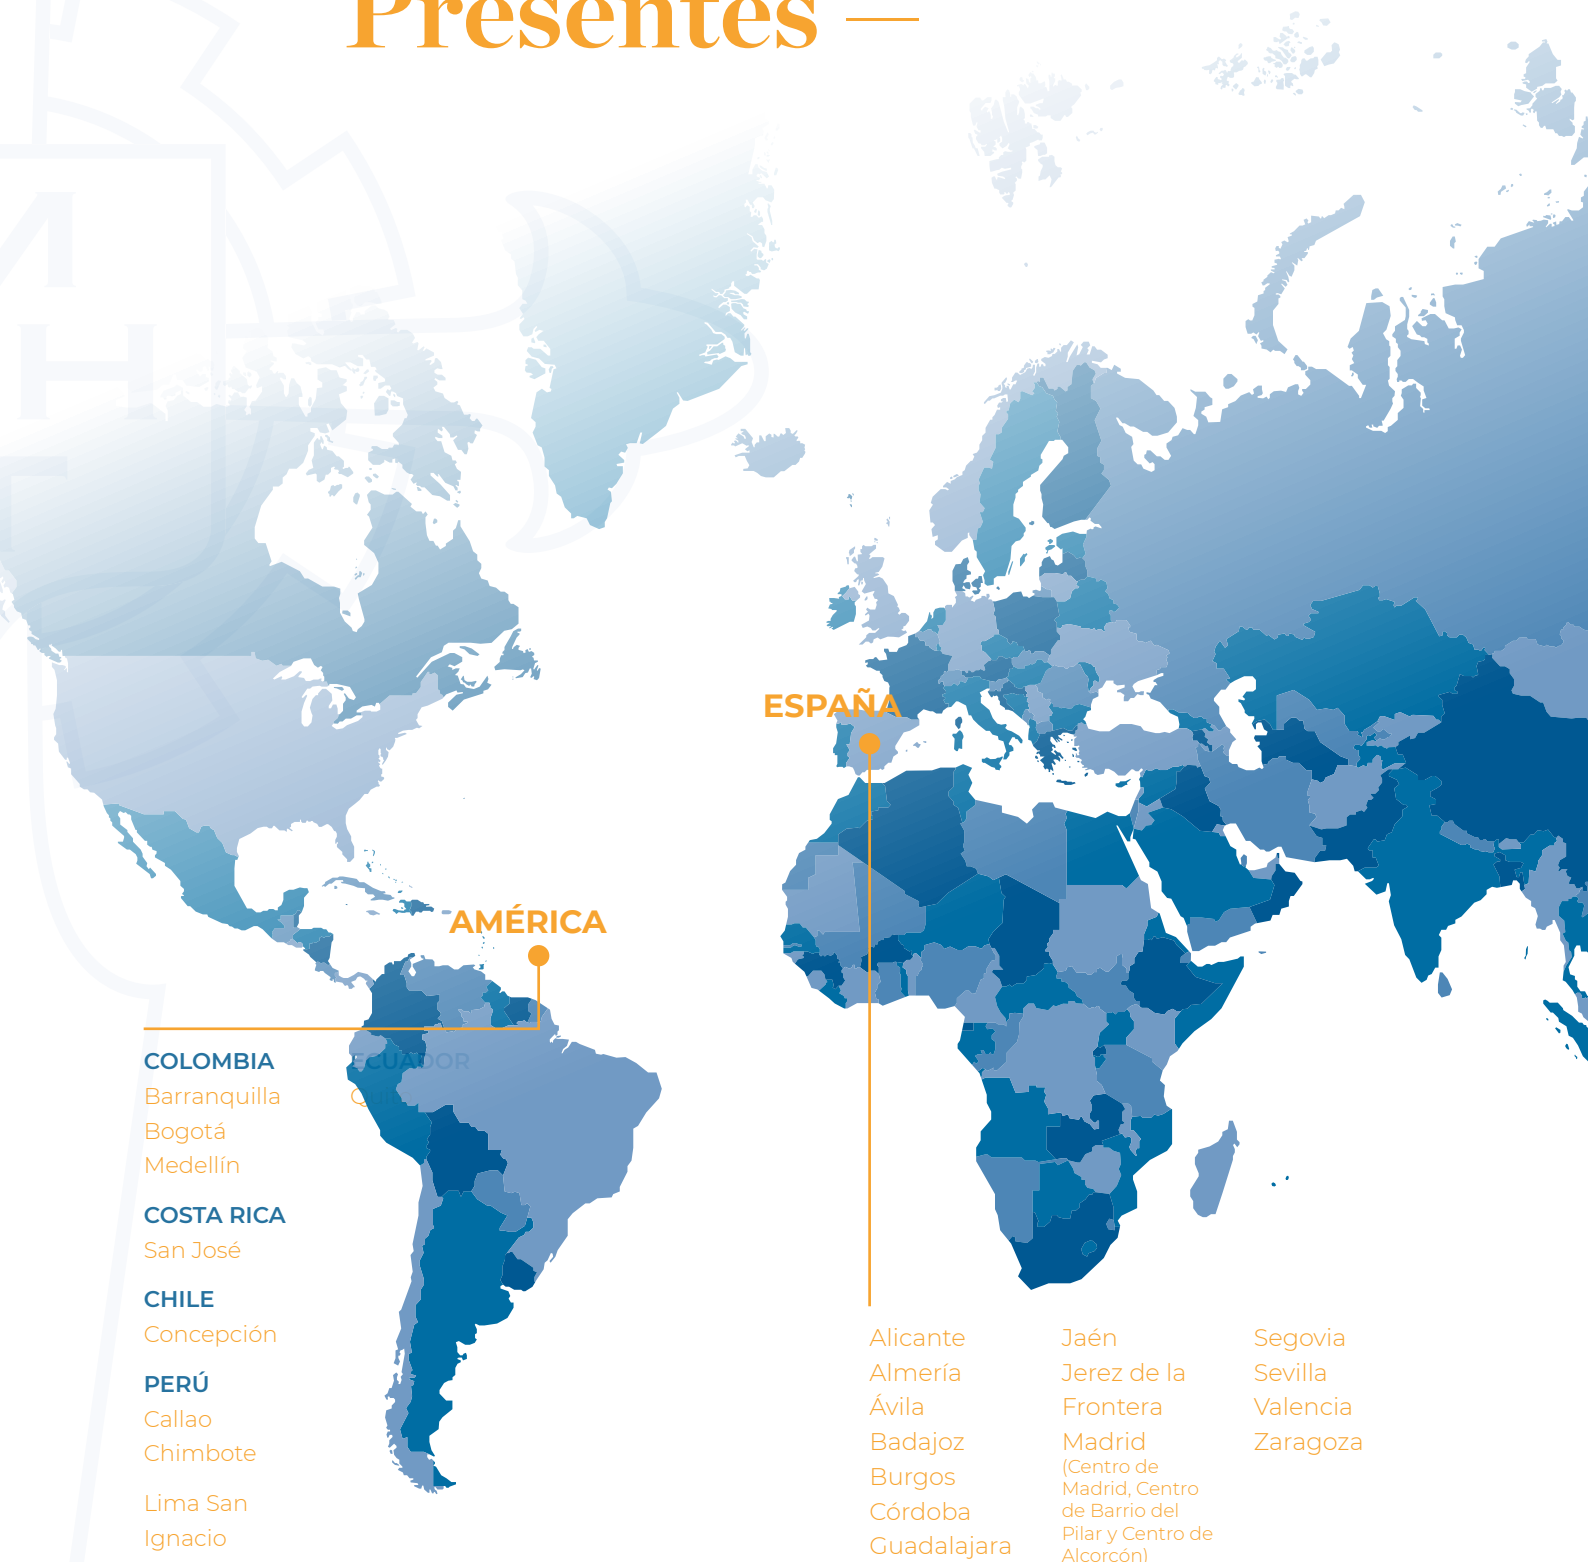 Presentes
ESPAÑA
AMÉRICA
COLOMBIA
Barranquilla
Bogotá
Medellín
COSTA RICA
San José
CHILE
Concepción
PERÚ
Callao
Chimbote
Lima San
Ignacio
ECUADOR
Alicante
Almería
Ávila
Badajoz
Burgos
Córdoba
Guadalajara
Jaén
Jerez de la
Frontera
Madrid
(Centro de
Madrid, Centro
de Barrio del
Pilar y Centro de
Alcorcón)
Segovia
Sevilla
Valencia
Zaragoza